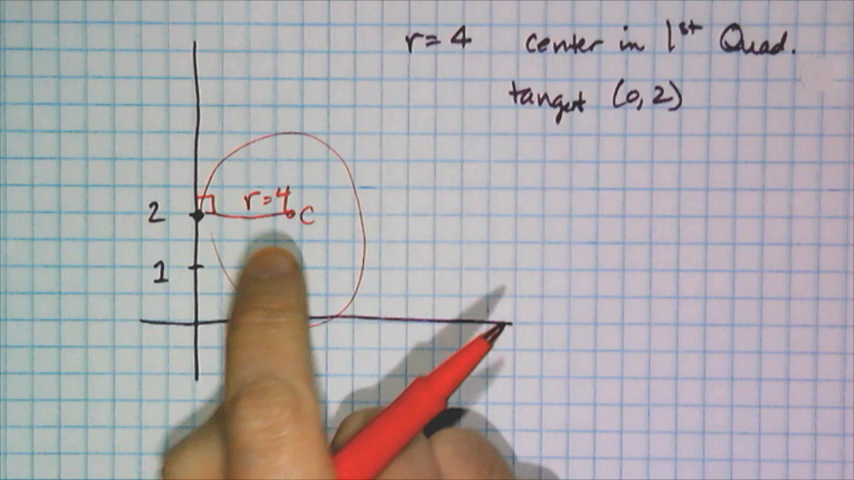 r=4 center in 1st Quad.
tangent (0,2)
r=4
2 C
1